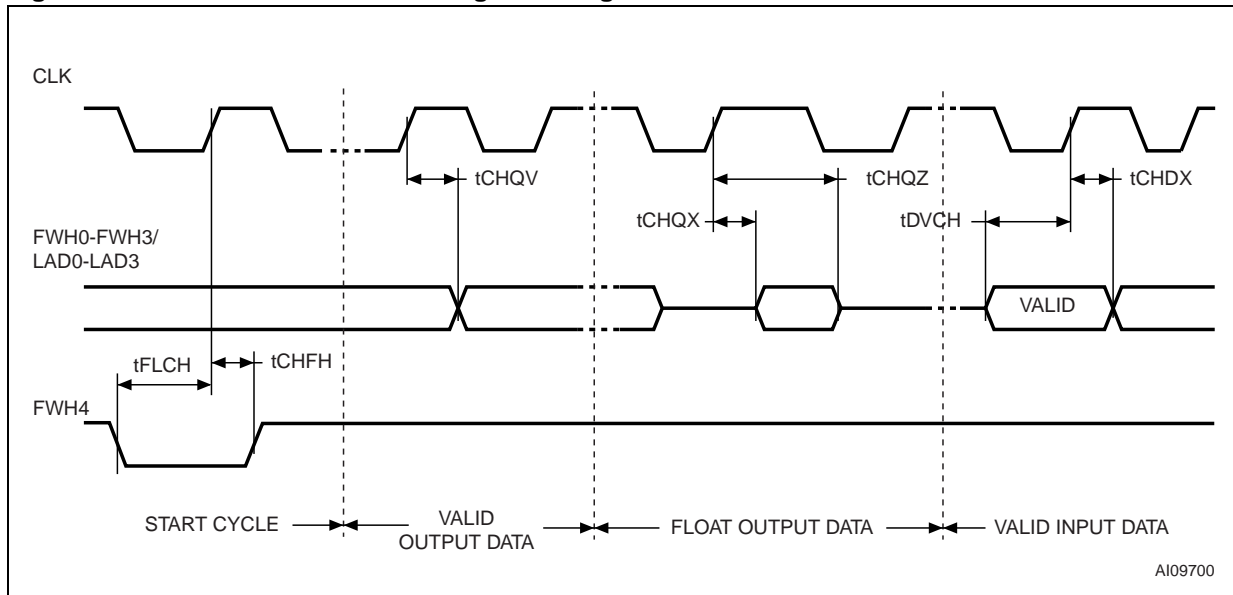 CLK
tCHQV
tCHQZ
tCHDX
tCHQX
tDVCH
FWH0-FWH3/
LAD0-LAD3
VALID
tFLCH
tCHFH
FWH4
START CYCLE
VALID
OUTPUT DATA
FLOAT OUTPUT DATA
VALID INPUT DATA
AI09700